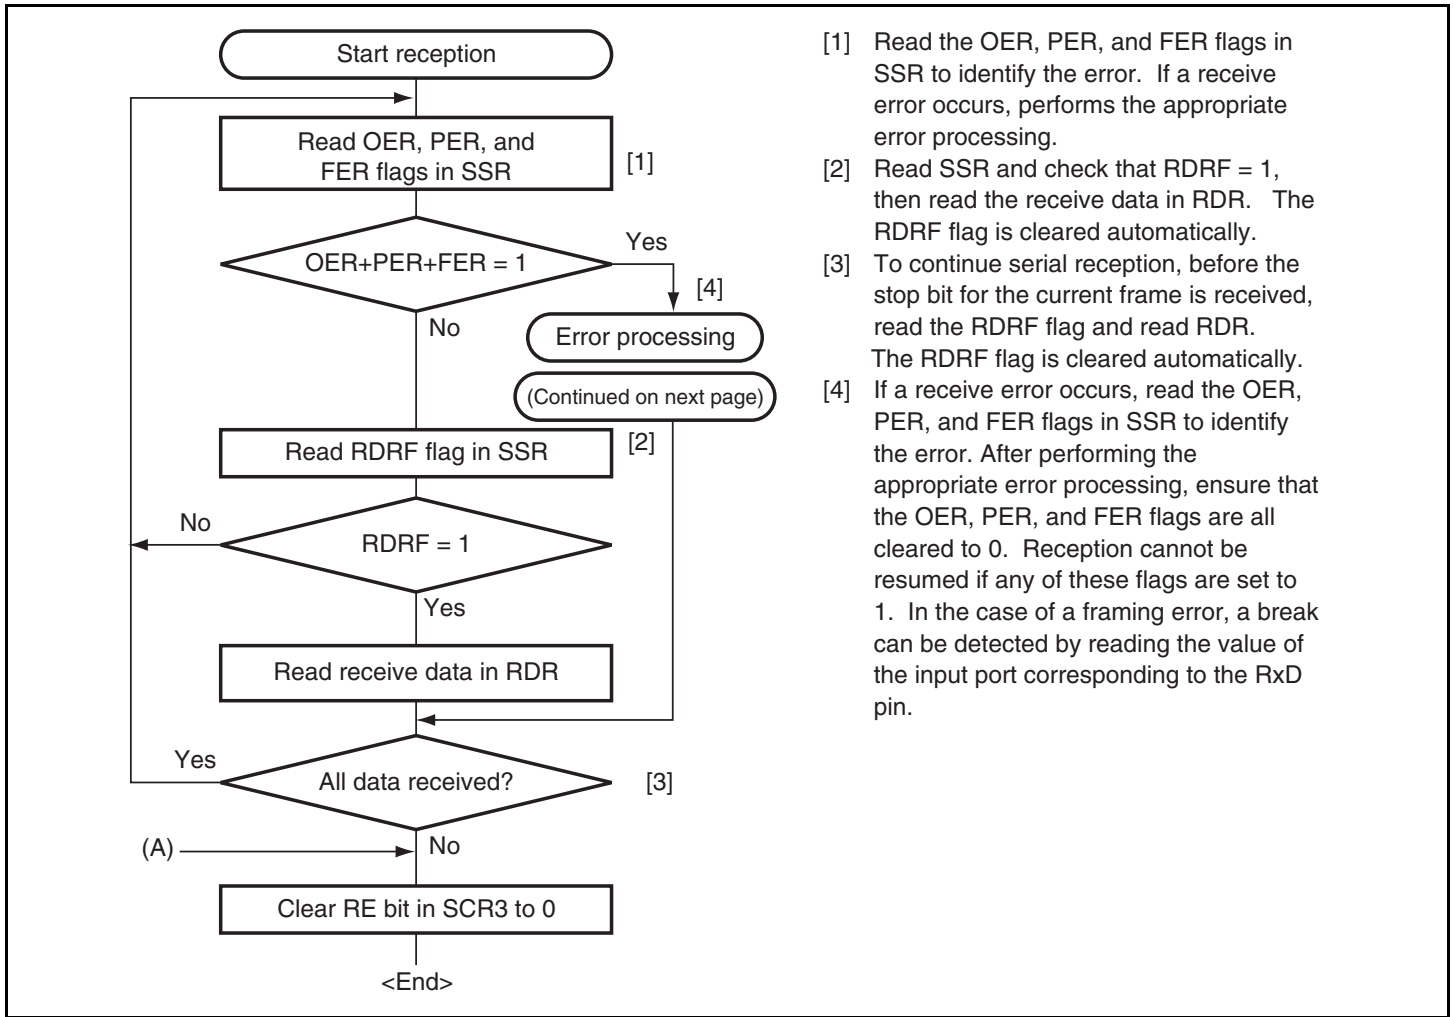 Start reception
Read OER, PER, and
FER flags in SSR
[1]
OER+PER+FER = 1
Yes
[4]
No
Error processing
(Continued on next page)
Read RDRF flag in SSR
[2]
No
RDRF = 1
Yes
Read receive data in RDR
Yes
All data received?
[3]
(A)
No
Clear RE bit in SCR3 to 0
<End>
[1] Read the OER, PER, and FER flags in
SSR to identify the error. If a receive
error occurs, performs the appropriate
error processing.
[2] Read SSR and check that RDRF = 1,
then read the receive data in RDR. The
RDRF flag is cleared automatically.
[3] To continue serial reception, before the
stop bit for the current frame is received,
read the RDRF flag and read RDR.
The RDRF flag is cleared automatically.
[4] If a receive error occurs, read the OER,
PER, and FER flags in SSR to identify
the error. After performing the
appropriate error processing, ensure that
the OER, PER, and FER flags are all
cleared to 0. Reception cannot be
resumed if any of these flags are set to
1. In the case of a framing error, a break
can be detected by reading the value of
the input port corresponding to the RxD
pin.